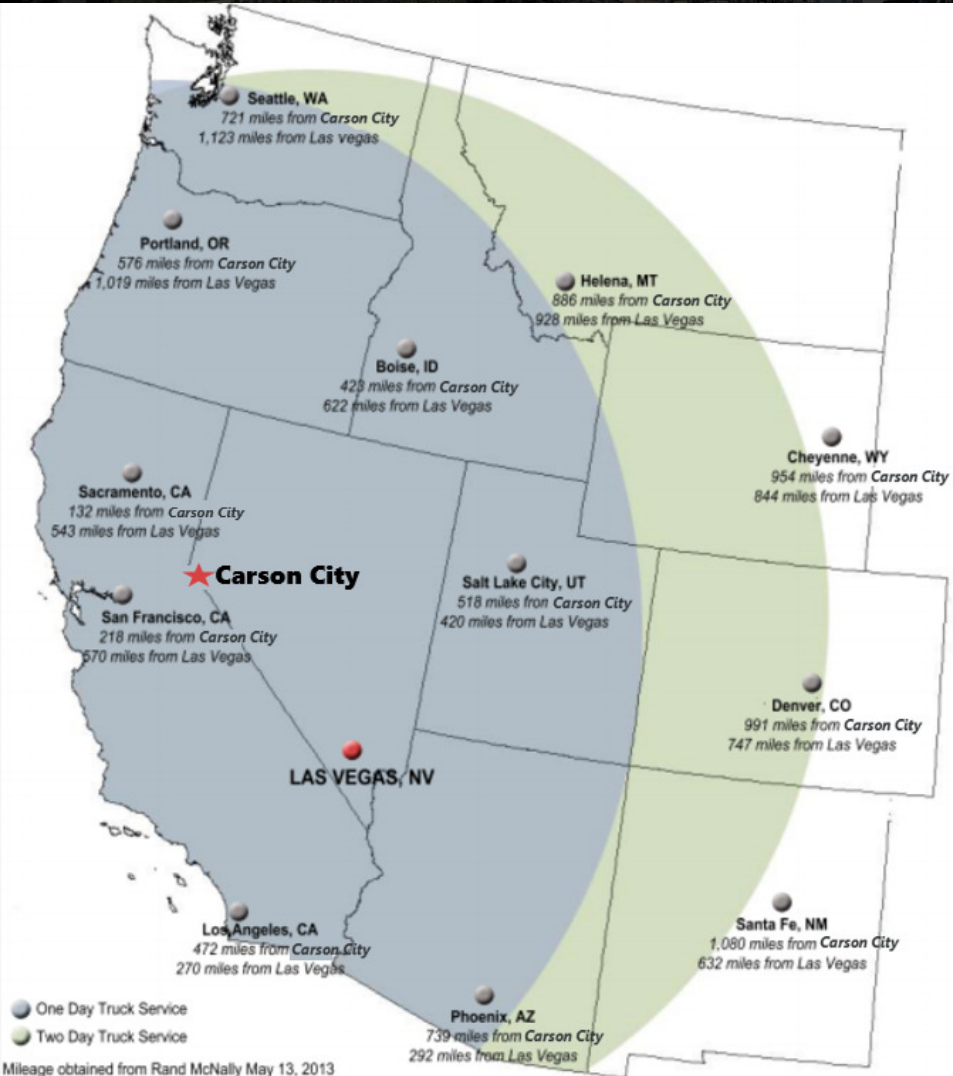 Seattle, WA
721 miles from Carson City
1,123 miles from Las vegas
Portland, OR
576 miles from Carson City
1,019 miles from Las Vegas
Helena, MT
886 miles from Carson City
928 miles from Las Vegas
Boise, ID
423 miles from Carson City
622 miles from Las Vegas
Cheyenne, WY
954 miles from Carson City
844 miles from Las Vegas
Sacramento, CA
132 miles from Carson City
543 miles from Las Vegas
Carson City
Salt Lake City, UT
518 miles fron Carson City
420 miles from Las Vegas
San Francisco, CA
218 miles from Carson City
570 miles from Las Vegas
Denver, CO
991 miles from Carson City
747 miles from Las Vegas
LAS VEGAS, NV
Los Angeles, CA
472 miles from Carson City
270 miles from Las Vegas
Santa Fe, NM
1,080 miles from Carson City
632 miles from Las Vegas
Phoenix, AZ
739 miles from Carson City
292 miles from Las Vegas
One Day Truck Service
Two Day Truck Service
Mileage obtained from Rand McNally May 13, 2013